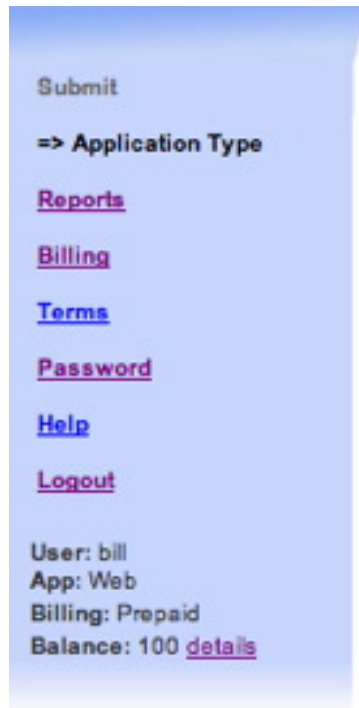 Submit
=> Application Type
Reports
Billing
Terms
Password
Help
Logout
User: bill
App: Web
Billing: Prepaid
Balance: 100 details